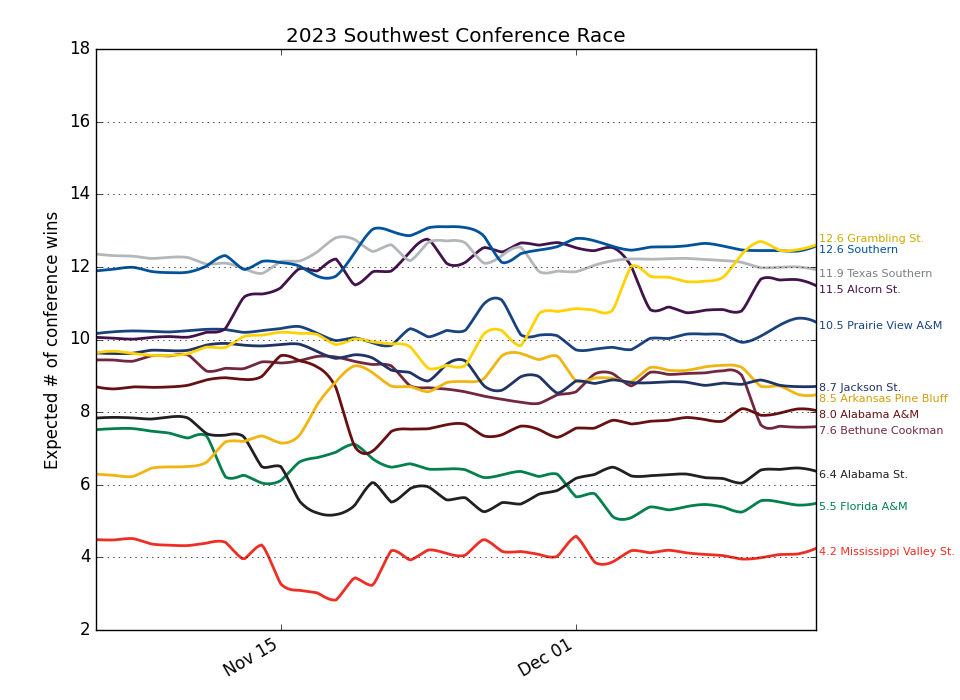 2023 Southwest Conference Race
Expected # of conference wins
18
16
14
12
10
8
6
4
2
Nov 15
Dec 01
12.6 Grambling St.
12.6 Southern
11.9 Texas Southern
11.5 Alcorn St.
10.5 Prairie View A&M
8.7 Jackson St.
8.5 Arkansas Pine Bluff
8.0 Alabama A&M
7.6 Bethune Cookman
6.4 Alabama St.
5.5 Florida A&M
4.2 Mississippi Valley St.